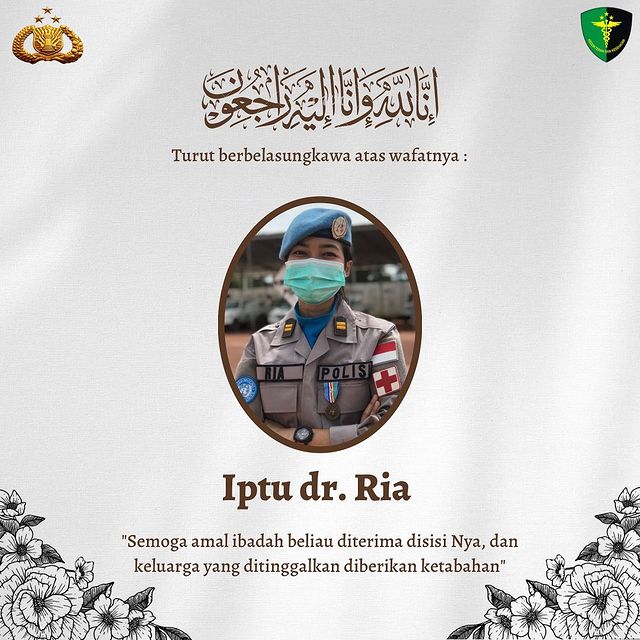 إِنَّا لِلَّٰهِ وَإِنَّا إِلَيْهِ رَاجِعُونَ
Turut berbelasungkawa atas wafatnya :
RIA POLIS
Iptu dr. Ria
"Semoga amal ibadah beliau diterima disisi Nya, dan
keluarga yang ditinggalkan diberikan ketabahan"